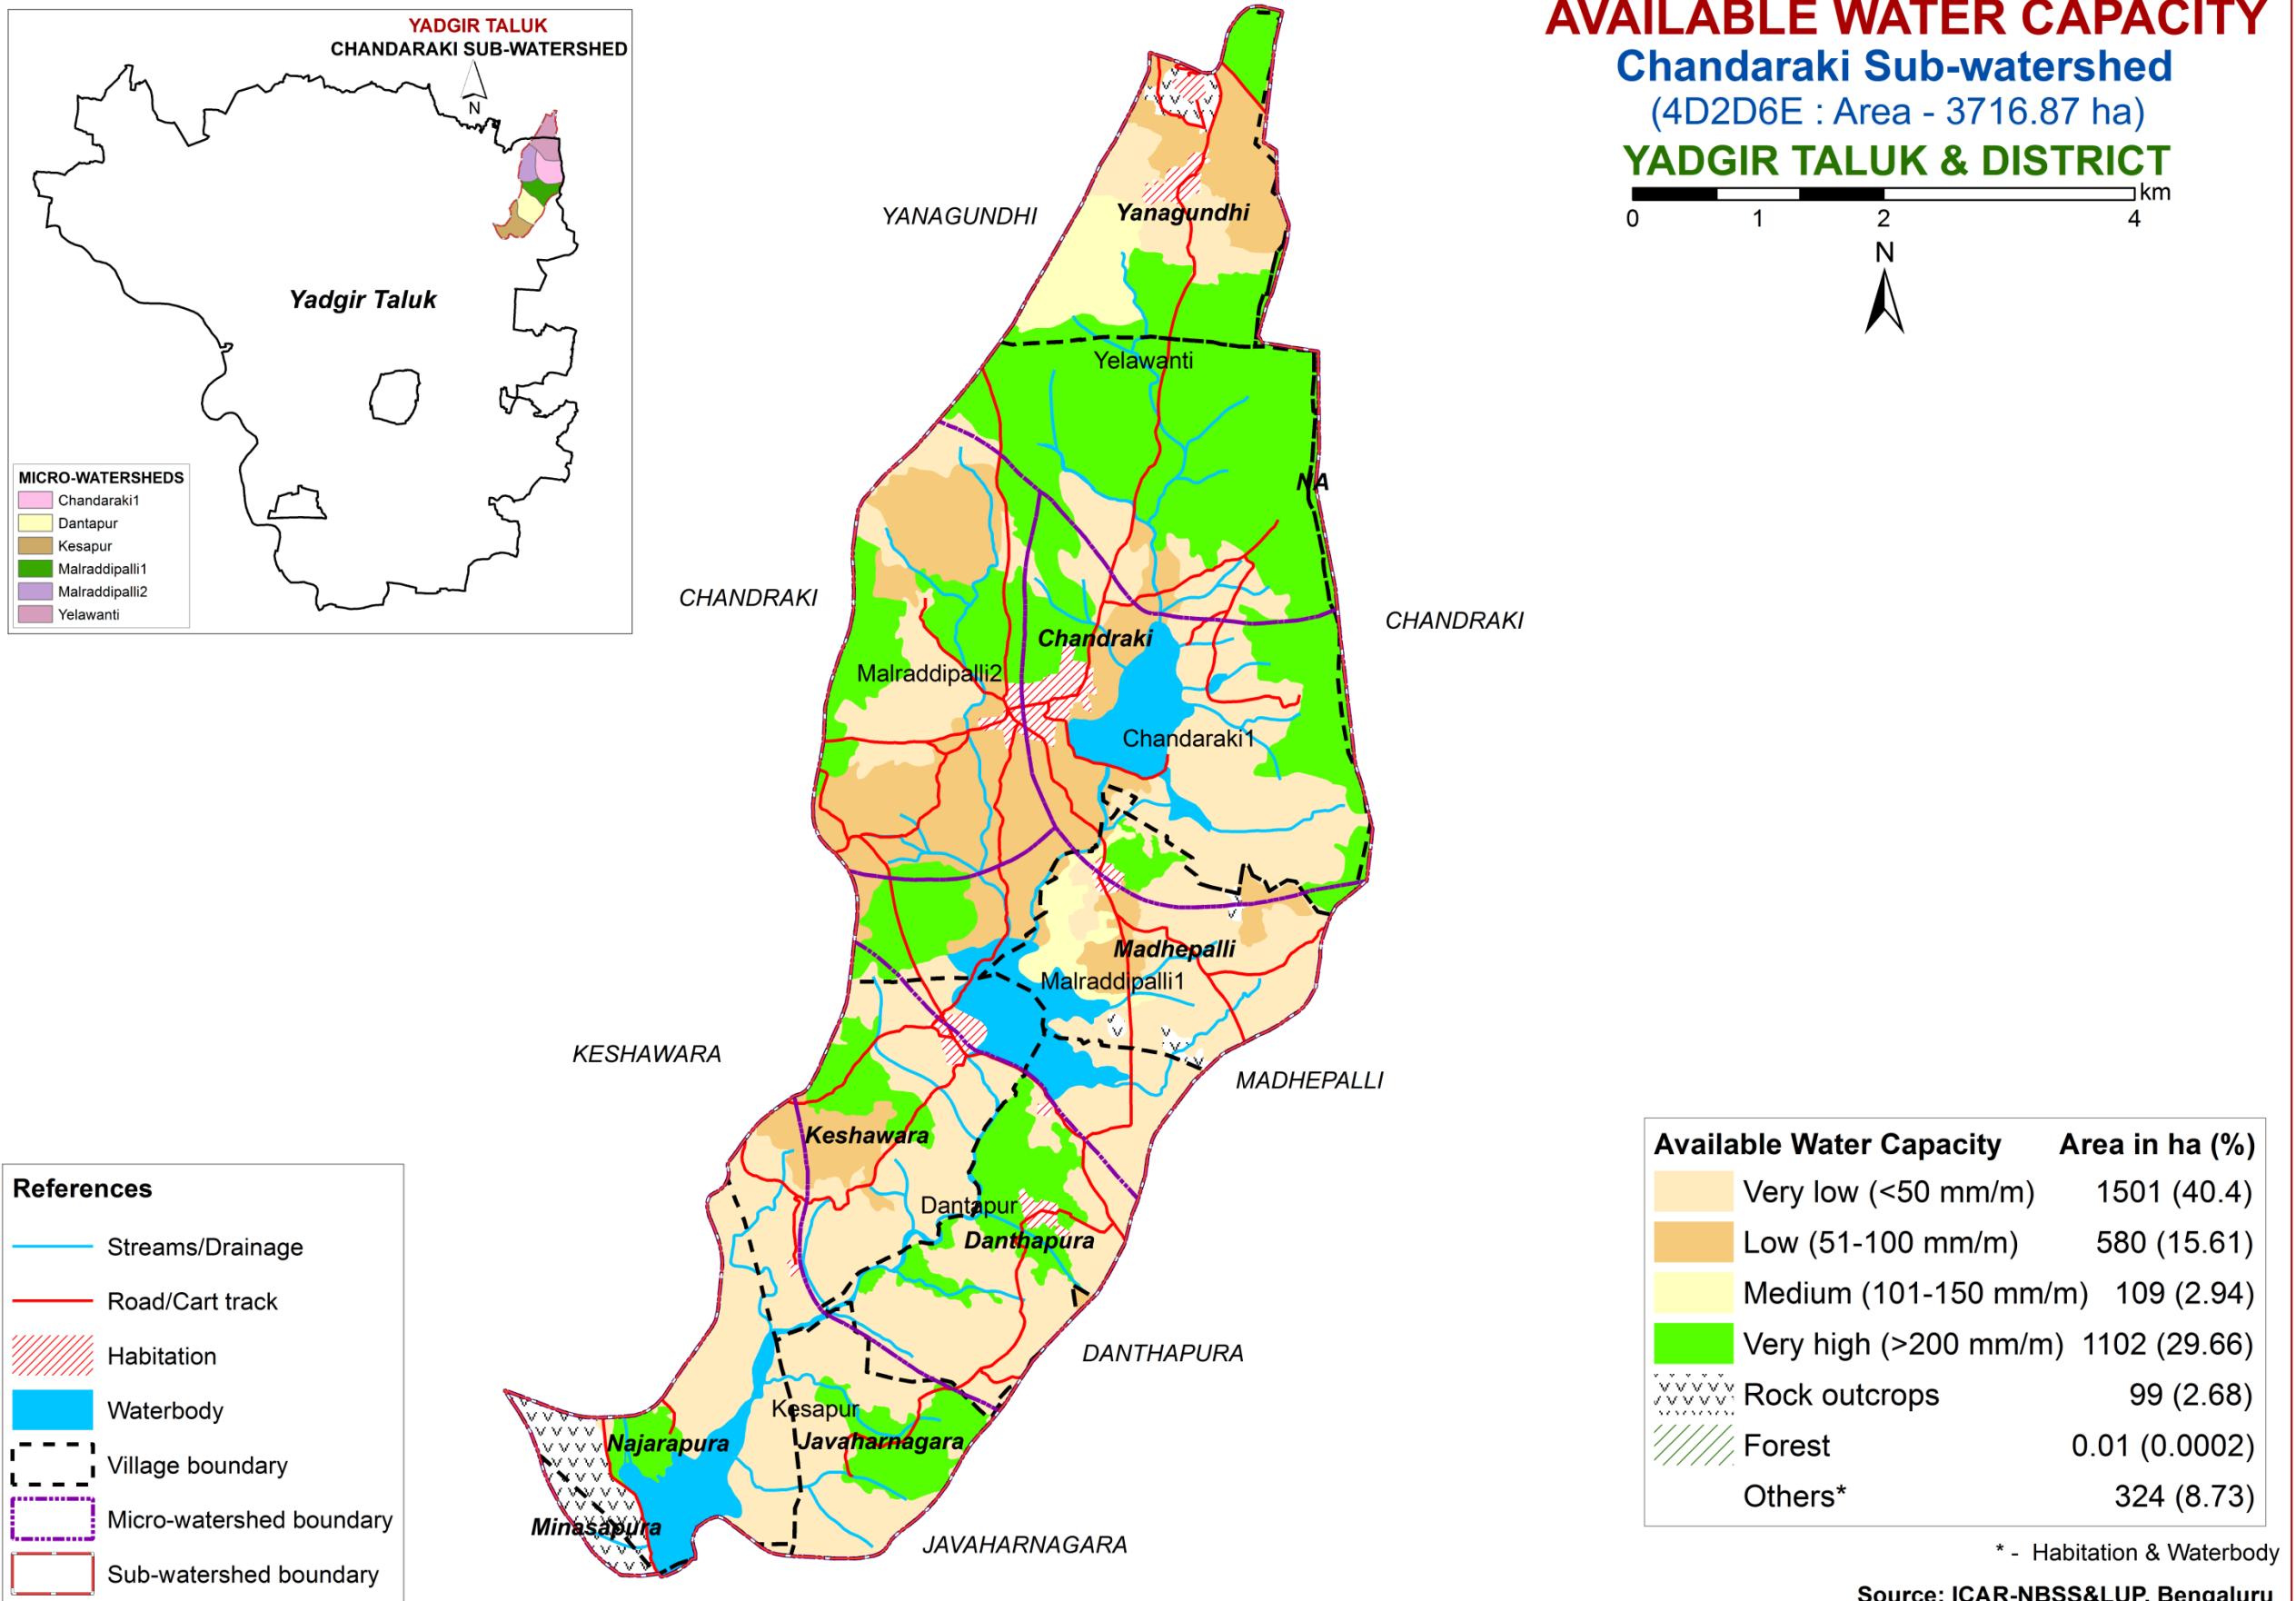 YADGIR TALUK
CHANDARAKI SUB-WATERSHED
N
Yadgir Taluk
MICRO-WATERSHEDS
Chandaraki1
Dantapur
Kesapur
Malraddipalli1
Malraddipalli2
Yelawanti
AVAILABLE WATER CAPACITY
Chandaraki Sub-watershed
(4D2D6E : Area - 3716.87 ha)
YADGIR TALUK & DISTRICT
km
0 1 2 4
N
YANAGUNDHI
Yanagundhi
Yelawanti
NA
CHANDRAKI
CHANDRAKI
Chandraki
Malraddipalli2
Chandaraki1
Madhepalli
Malraddipalli1
KESHAWARA
MADHEPALLI
Keshawara
Dantapur
Danthapura
DANTHAPURA
Kesapur
Najarapura
Javaharnagara
Minasapura
JAVAHARNAGARA
References
Streams/Drainage
Road/Cart track
Habitation
Waterbody
Village boundary
Micro-watershed boundary
Sub-watershed boundary
Available Water Capacity Area in ha (%)
Very low (<50 mm/m) 1501 (40.4)
Low (51-100 mm/m) 580 (15.61)
Medium (101-150 mm/m) 109 (2.94)
Very high (>200 mm/m) 1102 (29.66)
Rock outcrops 99 (2.68)
Forest 0.01 (0.0002)
Others* 324 (8.73)
* - Habitation & Waterbody
Source: ICAR-NBSS&LUP, Bengaluru